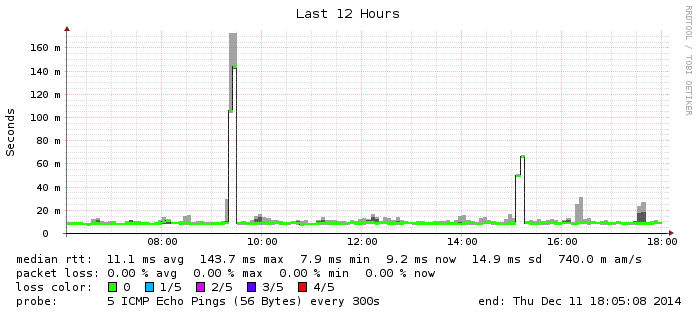 Last 12 Hours
RRDTOOL / TOBI OETIKER
Seconds
160 m
140 m
120 m
100 m
80 m
60 m
40 m
20 m
0
08:00 10:00 12:00 14:00 16:00 18:00
median rtt: 11.1 ms avg 143.7 ms max 7.9 ms min 9.2 ms now 14.9 ms sd 740.0 m am/s
packet loss: 0.00 % avg 0.00 % max 0.00 % min 0.00 % now
loss color: 0 1/5 2/5 3/5 4/5
probe: 5 ICMP Echo Pings (56 Bytes) every 300s end: Thu Dec 11 18:05:08 2014